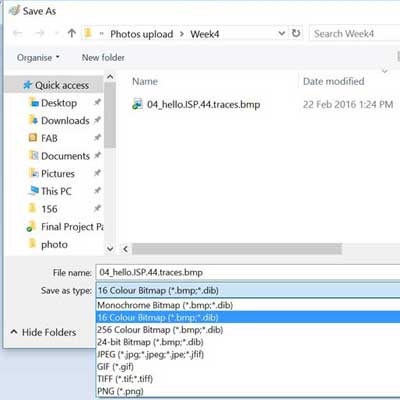 Save As
Photos upload > Week4
Search Week4
Organise
New folder
Quick access
Desktop
Downloads
FAB
Documents
Pictures
This PC
156
Final Project Pa
photo
Name
Date modified
04_hello.ISP.44.traces.bmp
22 Feb 2016 1:24 PM
File name: 04_hello.ISP.44.traces.bmp
Save as type: 16 Colour Bitmap (*.bmp;*.dib)
Monochrome Bitmap (*.bmp;*.dib)
16 Colour Bitmap (*.bmp;*.dib)
256 Colour Bitmap (*.bmp;*.dib)
24-bit Bitmap (*.bmp;*.dib)
JPEG (*.jpg;*.jpeg;*.jpe;*.jfif)
GIF (*.gif)
TIFF (*.tif;*.tiff)
PNG (*.png)
Hide Folders